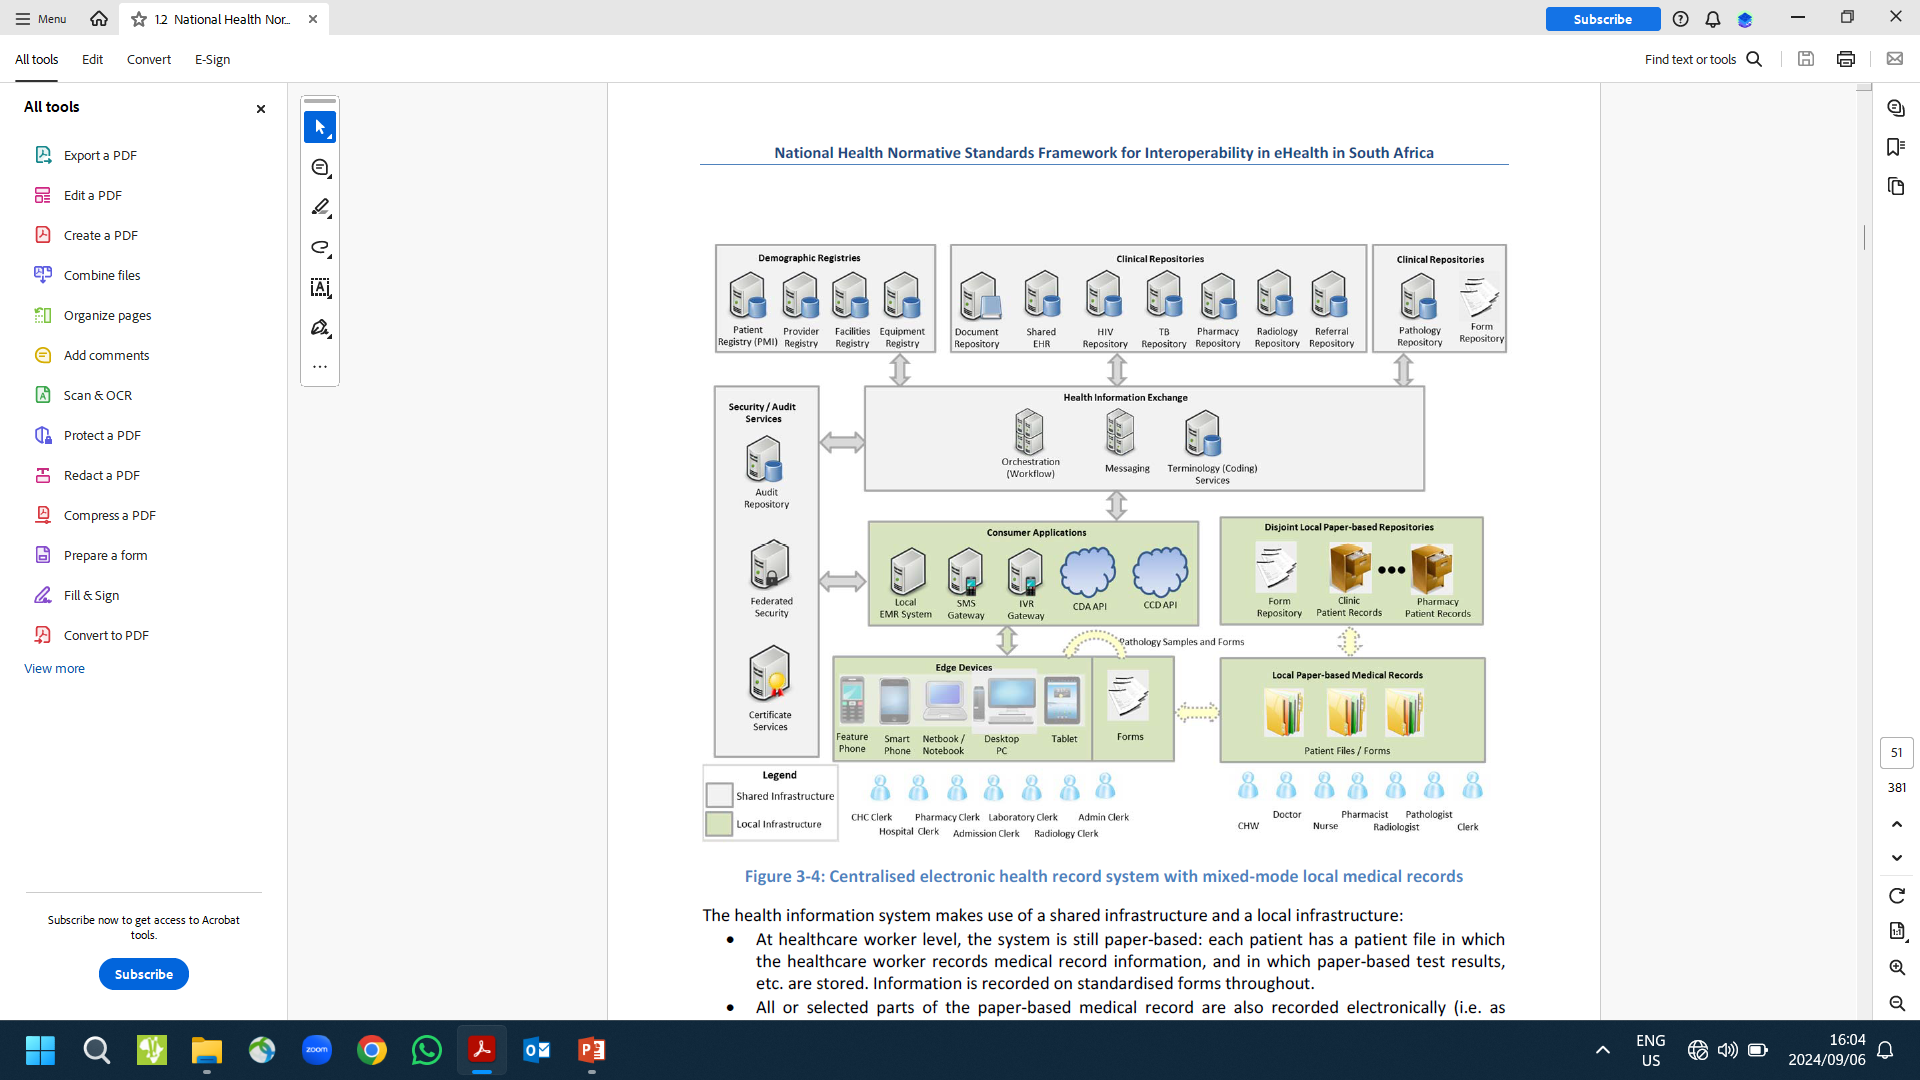 Menu
1.2 National Health Nor...
Subscribe
All tools
Edit
Convert
E-Sign
Find text or tools
All tools
Export a PDF
Edit a PDF
Create a PDF
Combine files
Organize pages
Add comments
Scan & OCR
Protect a PDF
Redact a PDF
Compress a PDF
Prepare a form
Fill & Sign
Convert to PDF
View more
Subscribe now to get access to Acrobat
tools.
Subscribe
National Health Normative Standards Framework for Interoperability in eHealth in South Africa
Demographic Registries
Patient
Registry (PMI)
Provider
Registry
Facilities
Registry
Equipment
Registry
Clinical Repositories
Document
Repository
Shared
EHR
HIV
Repository
TB
Repository
Pharmacy
Repository
Radiology
Repository
Referral
Repository
Clinical Repositories
Pathology
Repository
Form
Repository
Security / Audit
Services
Audit
Repository
Federated
Security
Certificate
Services
Health Information Exchange
Orchestration
(Workflow)
Messaging
Terminology (Coding)
Services
Consumer Applications
Local
EMR System
SMS
Gateway
IVR
Gateway
CDA API
CCD API
Disjoint Local Paper-based Repositories
Form
Repository
Clinic
Patient Records
Pharmacy
Patient Records
Pathology Samples and Forms
Edge Devices
Feature
Phone
Smart
Phone
Netbook /
Notebook
Desktop
PC
Tablet
Forms
Local Paper-based Medical Records
Patient Files / Forms
Legend
Shared Infrastructure
Local Infrastructure
CHC Clerk
Hospital Clerk
Pharmacy Clerk
Admission Clerk
Laboratory Clerk
Radiology Clerk
Admin Clerk
CHW
Doctor
Nurse
Pharmacist
Radiologist
Pathologist
Clerk
Figure 3-4: Centralised electronic health record system with mixed-mode local medical records
The health information system makes use of a shared infrastructure and a local infrastructure:
• At healthcare worker level, the system is still paper-based: each patient has a patient file in which
the healthcare worker records medical record information, and in which paper-based test results,
etc. are stored. Information is recorded on standardised forms throughout.
• All or selected parts of the paper-based medical record are also recorded electronically (i.e. as
51
381
1:1
zoom
ENG
US
16:04
2024/09/06